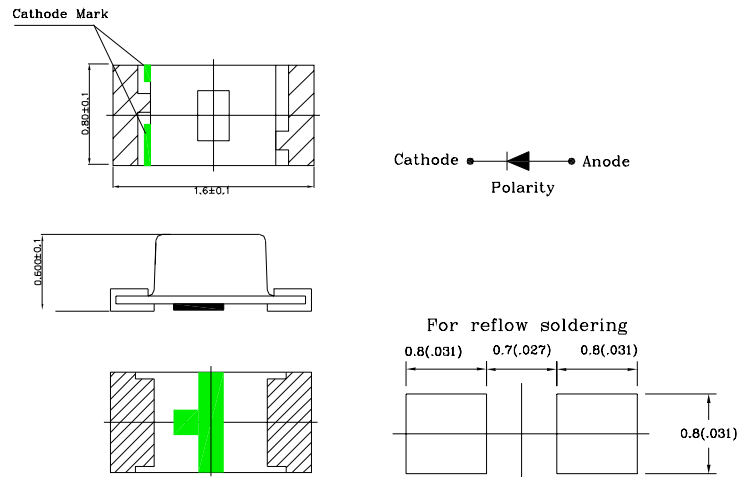 Cathode Mark
0.80±0.1
1.6±0.1
Cathode
Anode
Polarity
0.600±0.1
For reflow soldering
0.8(.031)
0.7(.027)
0.8(.031)
0.8(.031)